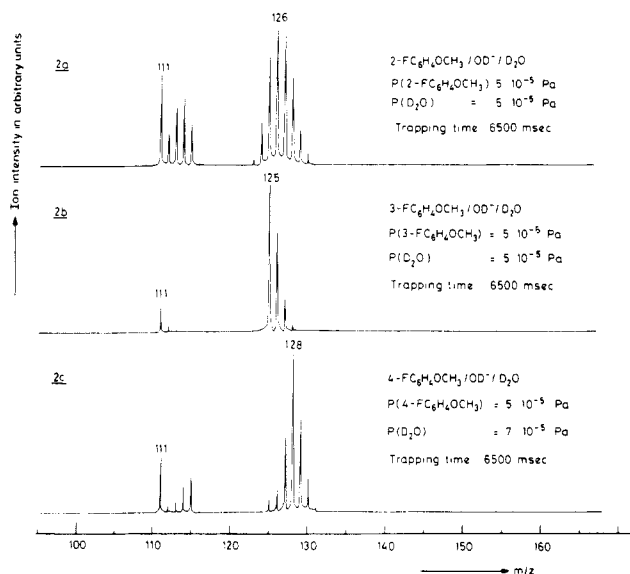 Ion intensity in arbitrary units
2a
111
126
2-FC₆H₄OCH₃/OD⁻/D₂O
P(2-FC₆H₄OCH₃) 5 10⁻⁵ Pa
P(D₂O) = 5 10⁻⁵ Pa
Trapping time 6500 msec
2b
111
125
3-FC₆H₄OCH₃/OD⁻/D₂O
P(3-FC₆H₄OCH₃) = 5 10⁻⁵ Pa
P(D₂O) = 5 10⁻⁵ Pa
Trapping time 6500 msec
2c
111
128
4-FC₆H₄OCH₃/OD⁻/D₂O
P(4-FC₆H₄OCH₃) = 5 10⁻⁵ Pa
P(D₂O) = 7 10⁻⁵ Pa
Trapping time 6500 msec
100 110 120 130 140 150 160
m/z